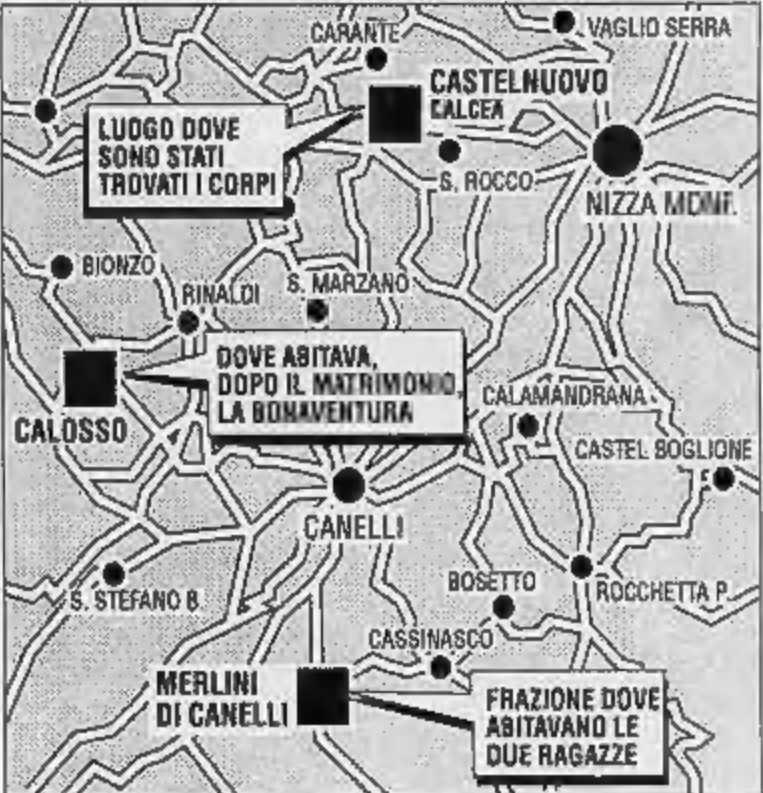 CARANTE
VAGLIO SERRA
CASTELNUOVO
CALCEA
LUOGO DOVE
SONO STATI
TROVATI I CORPI
S. ROCCO
NIZZA MONF.
BIONZO
RINALDI
S. MARZANO
DOVE ABITAVA,
DOPO IL MATRIMONIO,
LA BONAVENTURA
CALOSSO
CALAMANDRANA
CASTEL BOGLIONE
CANELLI
S. STEFANO B.
BOSETTO
ROCCHETTA P.
CASSINASCO
MERLINI
DI CANELLI
FRAZIONE DOVE
ABITAVANO LE
DUE RAGAZZE